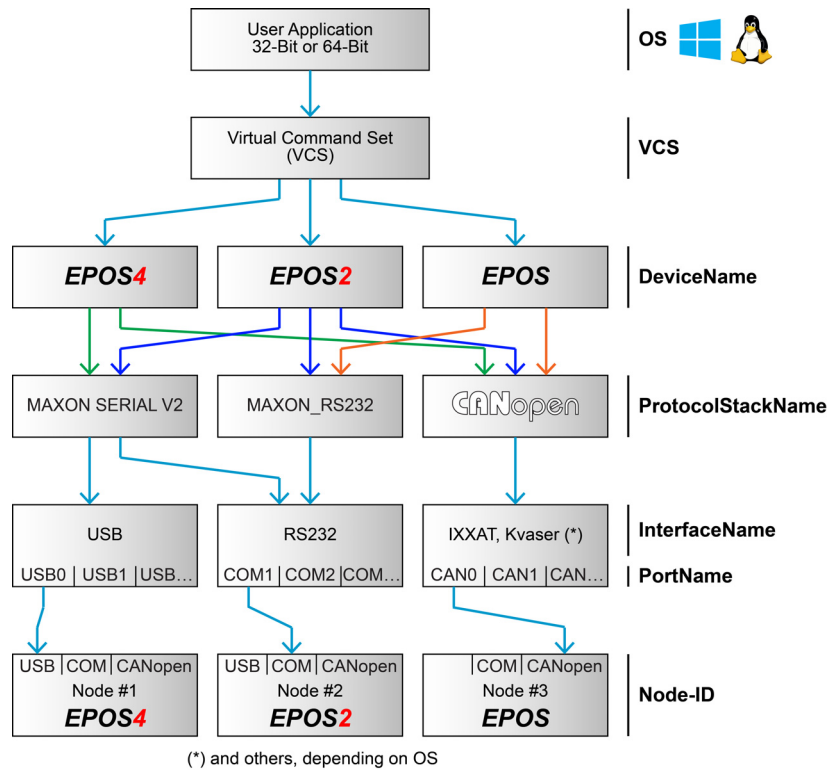 User Application
32-Bit or 64-Bit
OS
Virtual Command Set
(VCS)
VCS
EPOS4
EPOS2
EPOS
DeviceName
MAXON SERIAL V2
MAXON_RS232
CANopen
ProtocolStackName
USB
RS232
IXXAT, Kvaser (*)
InterfaceName
USB0 | USB1 | USB...
COM1 | COM2 | COM...
CAN0 | CAN1 | CAN...
PortName
USB | COM | CANopen
Node #1
EPOS4
USB | COM | CANopen
Node #2
EPOS2
| COM | CANopen
Node #3
EPOS
Node-ID
(*) and others, depending on OS